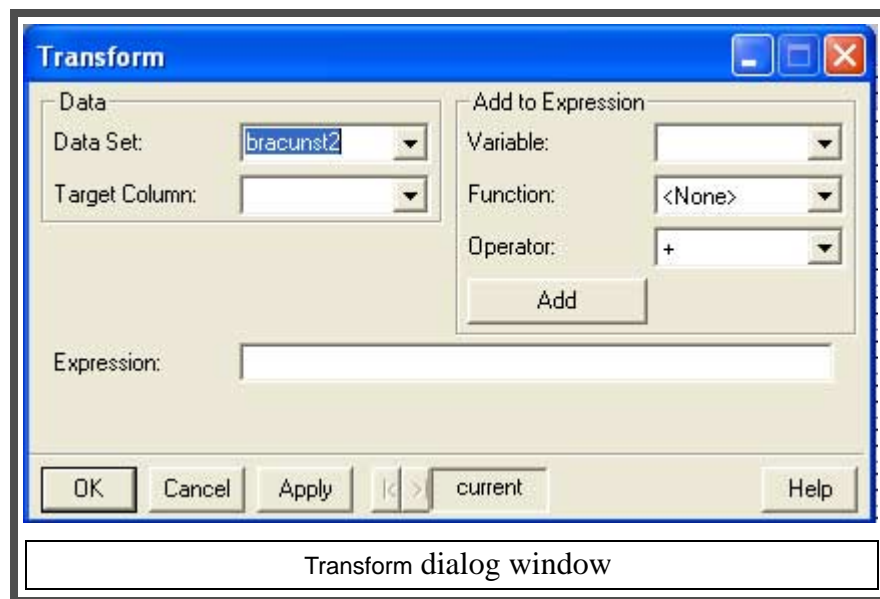 Transform
Data
Data Set: bracunst2
Target Column:
Add to Expression
Variable:
Function: <None>
Operator: +
Add
Expression:
OK Cancel Apply |< >| current Help
Transform dialog window